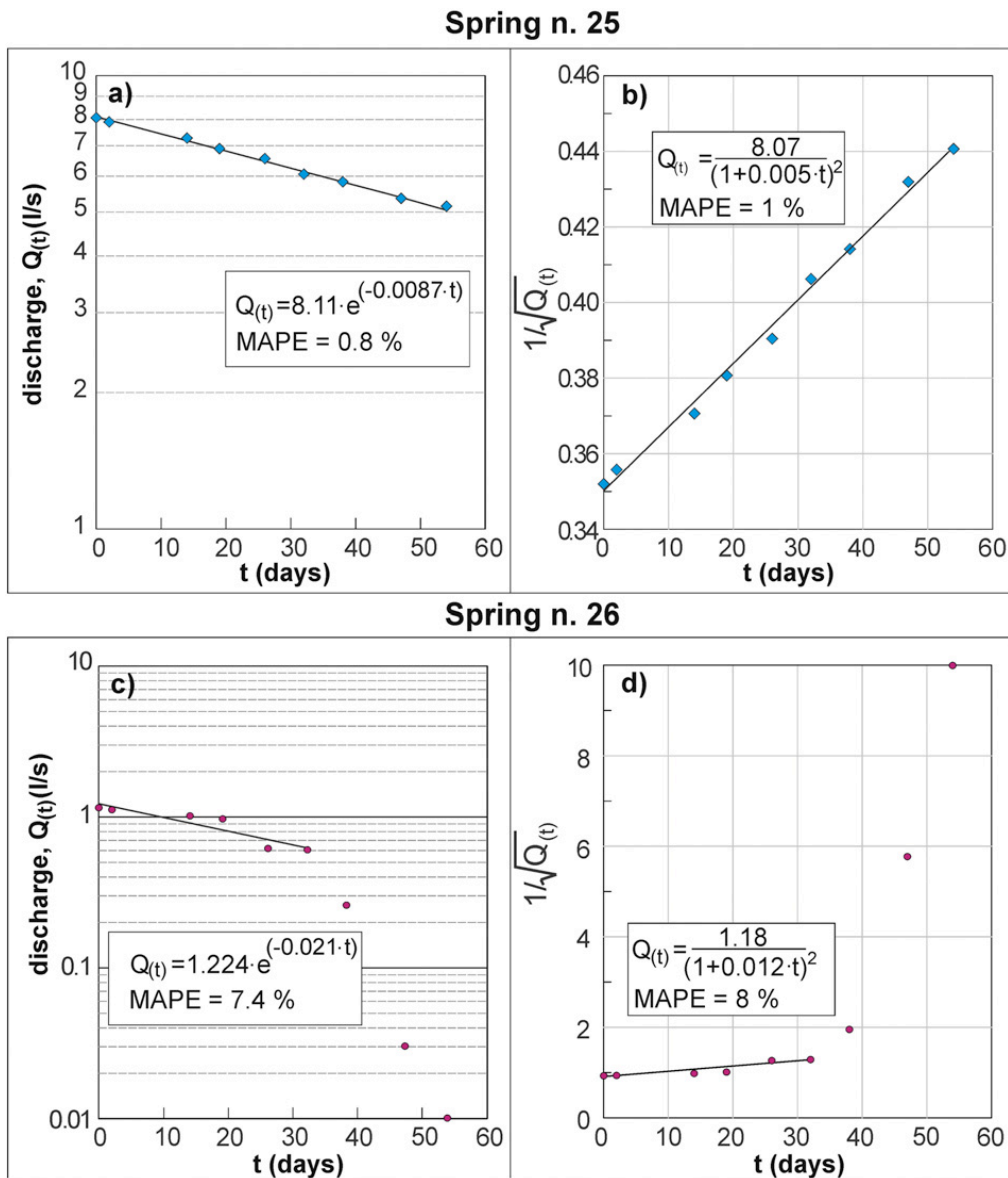 Spring n. 25
a)
discharge, Q(t)(l/s)
10
9
8
7
6
5
4
3
2
1
Q(t)=8.11·e(-0.0087·t)
MAPE = 0.8 %
0 10 20 30 40 50 60
t (days)
b)
1/√Q(t)
0.46
0.44
0.42
0.40
0.38
0.36
0.34
Q(t) = 8.07
(1+0.005·t)2
MAPE = 1 %
0 10 20 30 40 50 60
t (days)
Spring n. 26
c)
discharge, Q(t)(l/s)
10
1
0.1
0.01
Q(t)=1.224·e(-0.021·t)
MAPE = 7.4 %
0 10 20 30 40 50 60
t (days)
d)
1/√Q(t)
10
8
6
4
2
0
Q(t)= 1.18
(1+0.012·t)2
MAPE = 8 %
0 10 20 30 40 50 60
t (days)